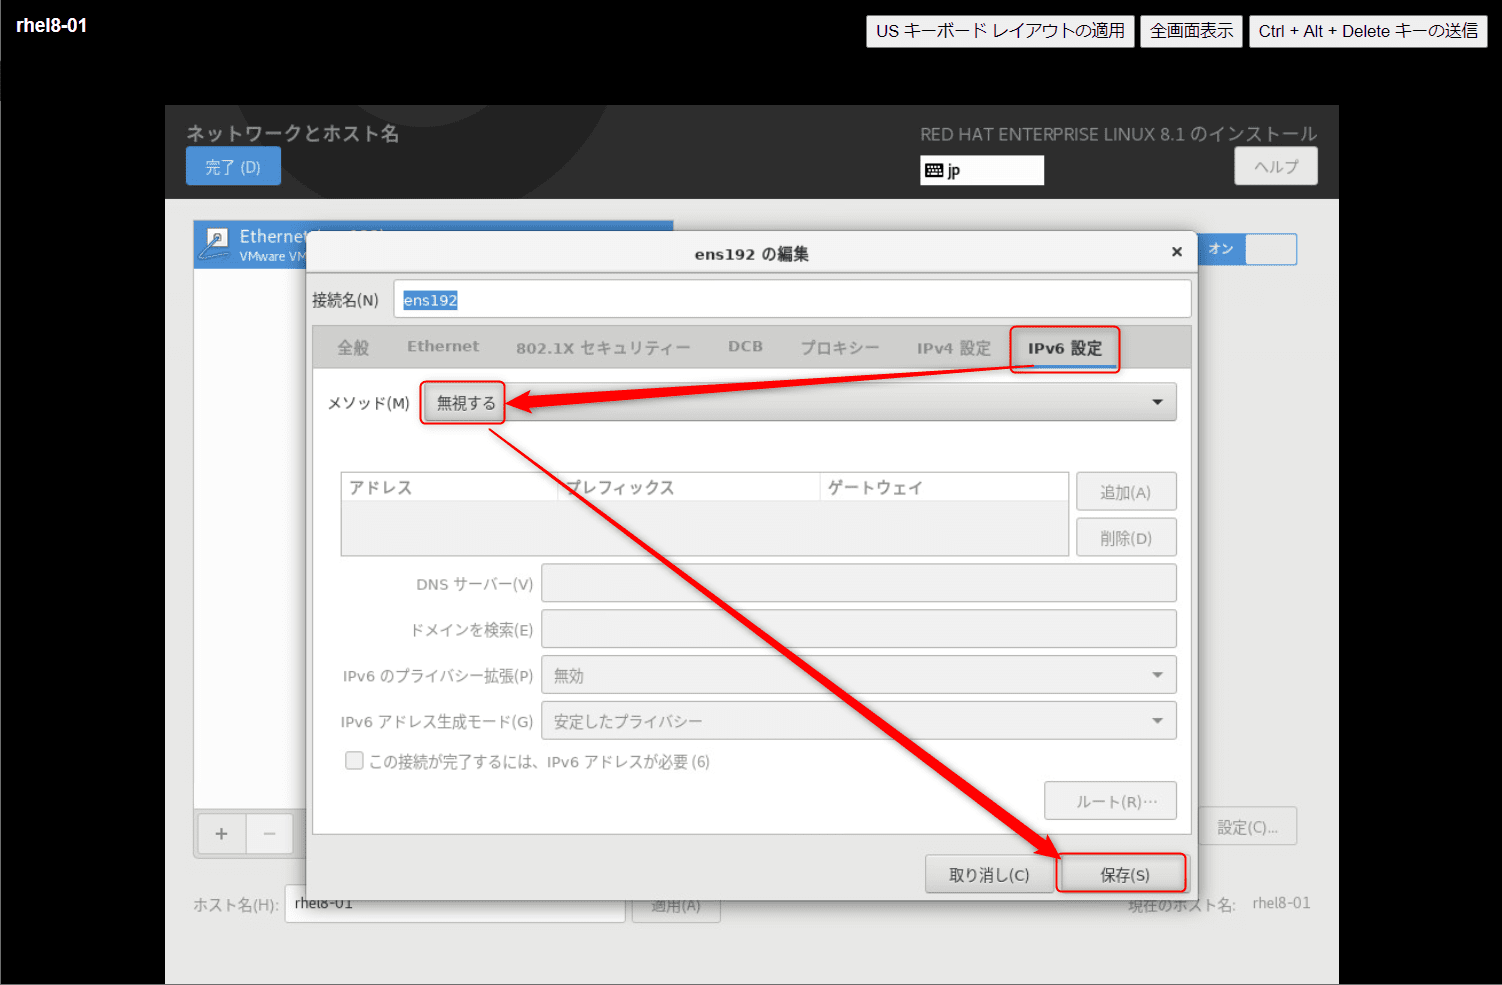 rhel8-01
US キーボード レイアウトの適用
全画面表示
Ctrl + Alt + Delete キーの送信
ネットワークとホスト名
RED HAT ENTERPRISE LINUX 8.1 のインストール
完了 (D)
jp
ヘルプ
Ethernet
VMware VM
オン
ens192 の編集
接続名(N)
ens192
全般
Ethernet
802.1X セキュリティー
DCB
プロキシー
IPv4 設定
IPv6 設定
メソッド(M)
無視する
アドレス
プレフィックス
ゲートウェイ
追加(A)
削除(D)
DNS サーバー(V)
ドメインを検索(E)
IPv6 のプライバシー拡張(P)
無効
IPv6 アドレス生成モード(G)
安定したプライバシー
この接続が完了するには、IPv6 アドレスが必要 (6)
ルート(R)…
設定(C)...
取り消し(C)
保存(S)
ホスト名(H):
rhel8-01
適用(A)
現在のホスト名:
rhel8-01